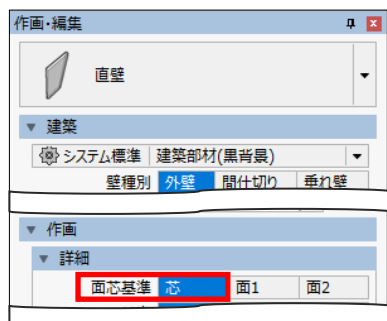 作画・編集
直壁
建築
システム標準 建築部材(黒背景)
壁種別 外壁 間仕切り 垂れ壁
作画
詳細
面芯基準 芯 面1 面2